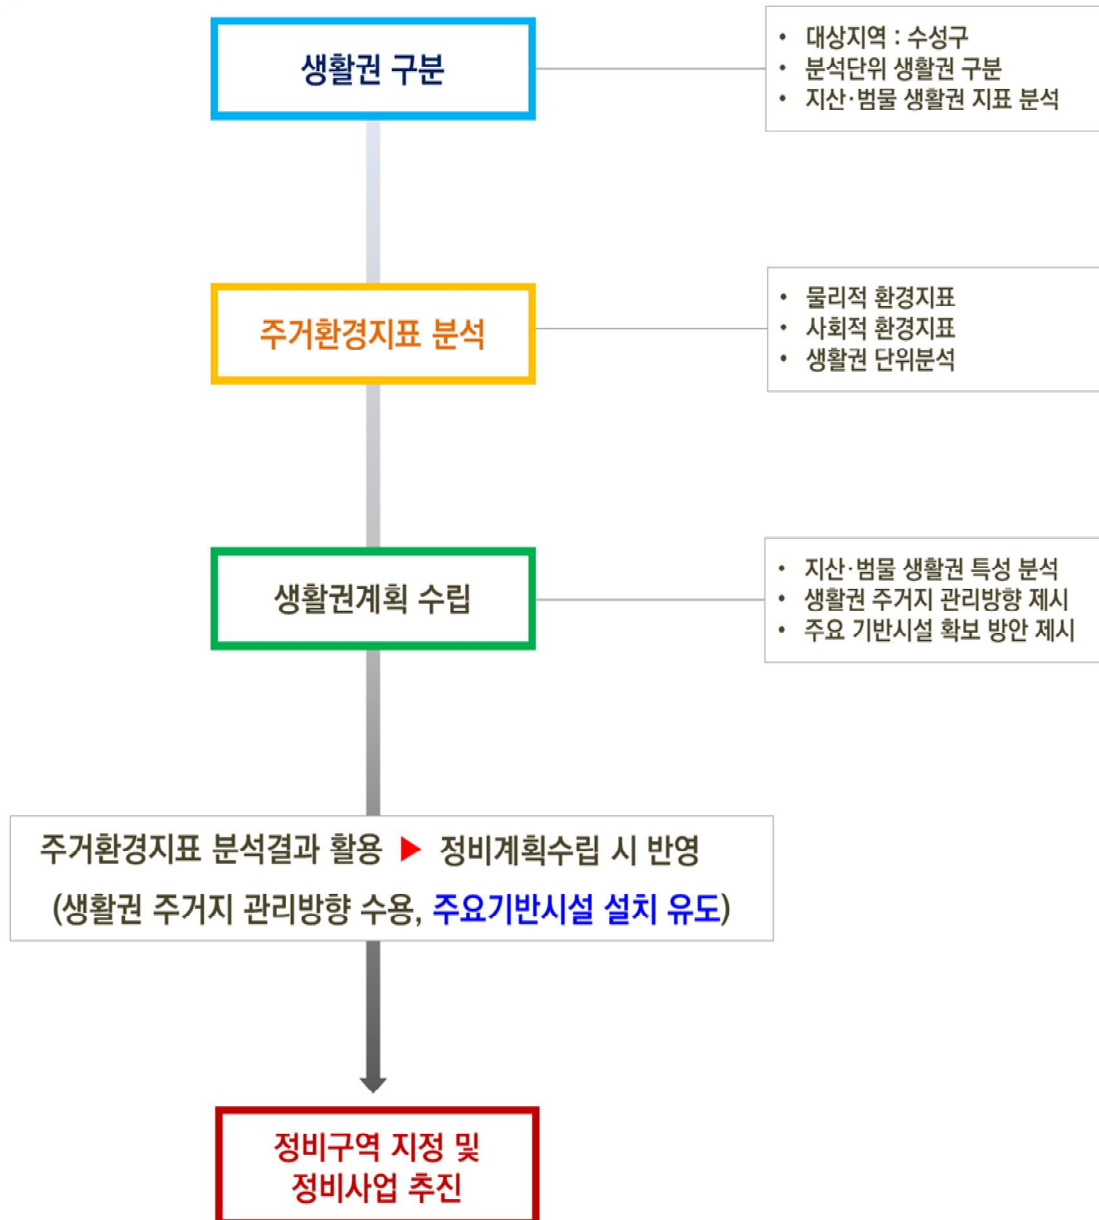 생활권 구분
• 대상지역 : 수성구
• 분석단위 생활권 구분
• 지산·범물 생활권 지표 분석
주거환경지표 분석
• 물리적 환경지표
• 사회적 환경지표
• 생활권 단위분석
생활권계획 수립
• 지산·범물 생활권 특성 분석
• 생활권 주거지 관리방향 제시
• 주요 기반시설 확보 방안 제시
주거환경지표 분석결과 활용 ▶ 정비계획수립 시 반영
(생활권 주거지 관리방향 수용, 주요기반시설 설치 유도)
정비구역 지정 및
정비사업 추진